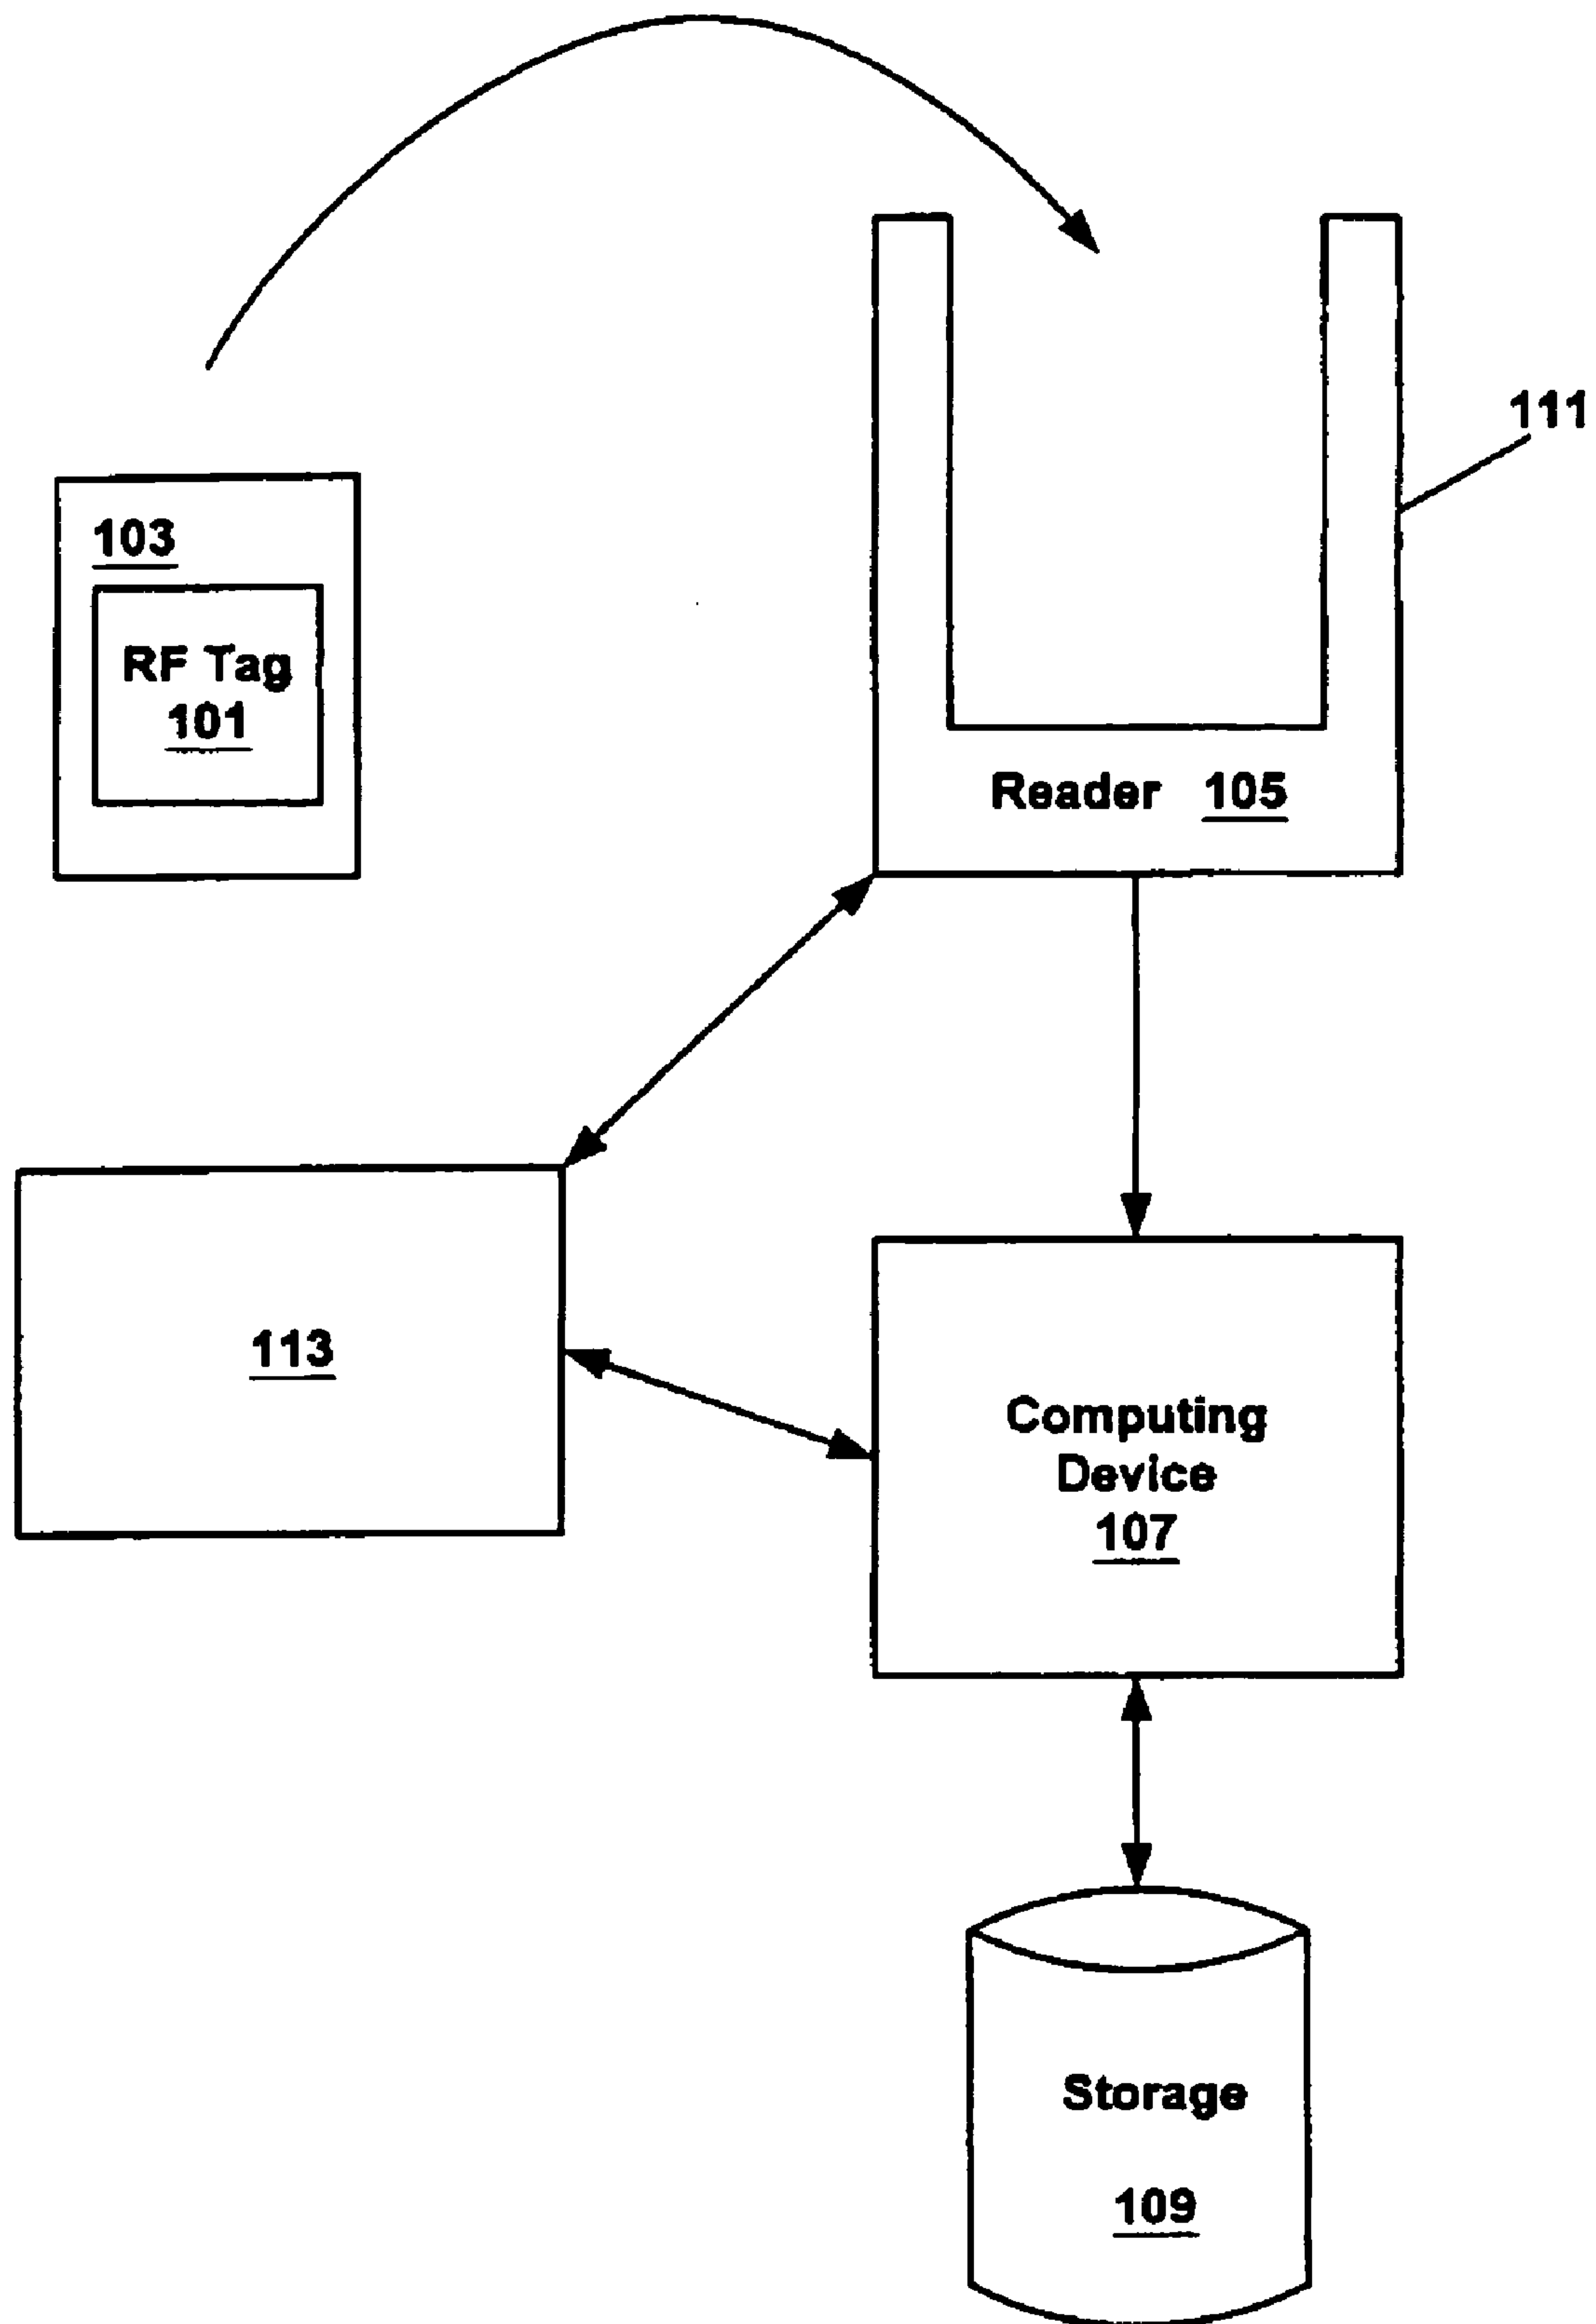 111
103
RF Tag
101
Reader 105
113
Computing
Device
107
Storage
109